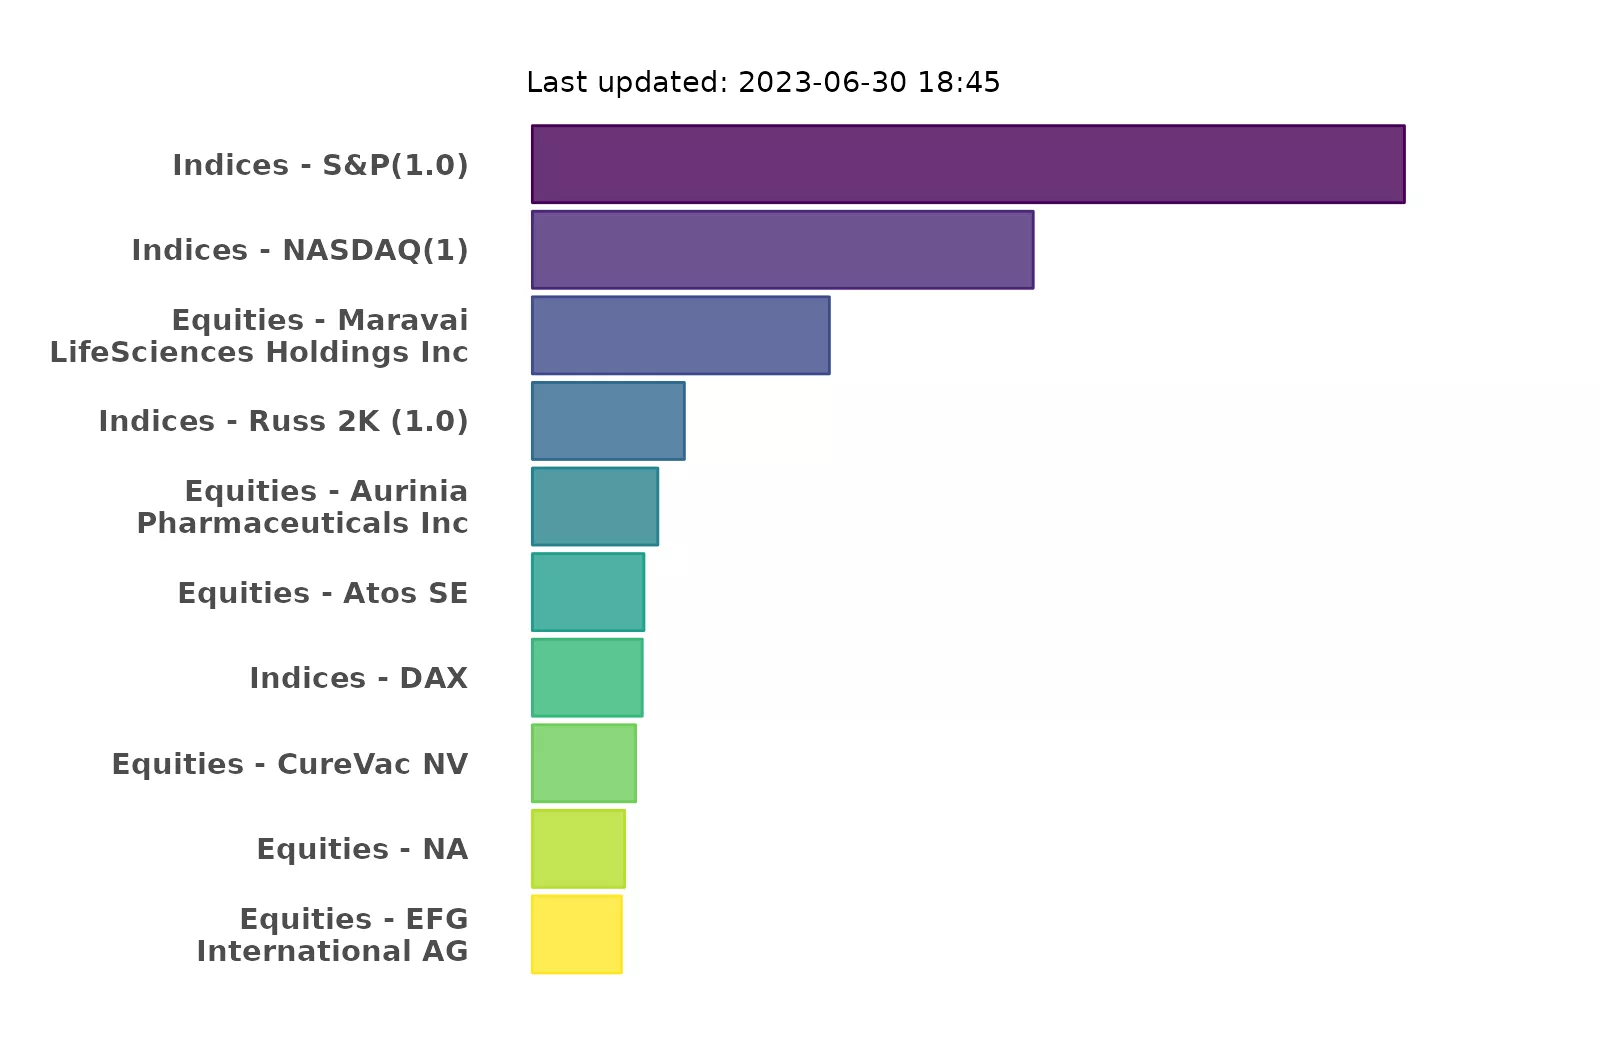 Last updated: 2023-06-30 18:45
Indices - S&P(1.0)
Indices - NASDAQ(1)
Equities - Maravai
LifeSciences Holdings Inc
Indices - Russ 2K (1.0)
Equities - Aurinia
Pharmaceuticals Inc
Equities - Atos SE
Indices - DAX
Equities - CureVac NV
Equities - NA
Equities - EFG
International AG